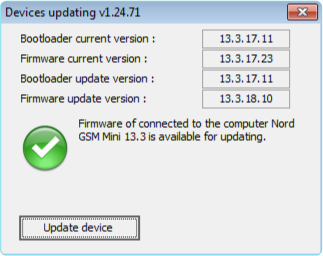 Devices updating v1.24.71
Bootloader current version : 13.3.17.11
Firmware current version : 13.3.17.23
Bootloader update version : 13.3.17.11
Firmware update version : 13.3.18.10
Firmware of connected to the computer Nord
GSM Mini 13.3 is available for updating.
Update device